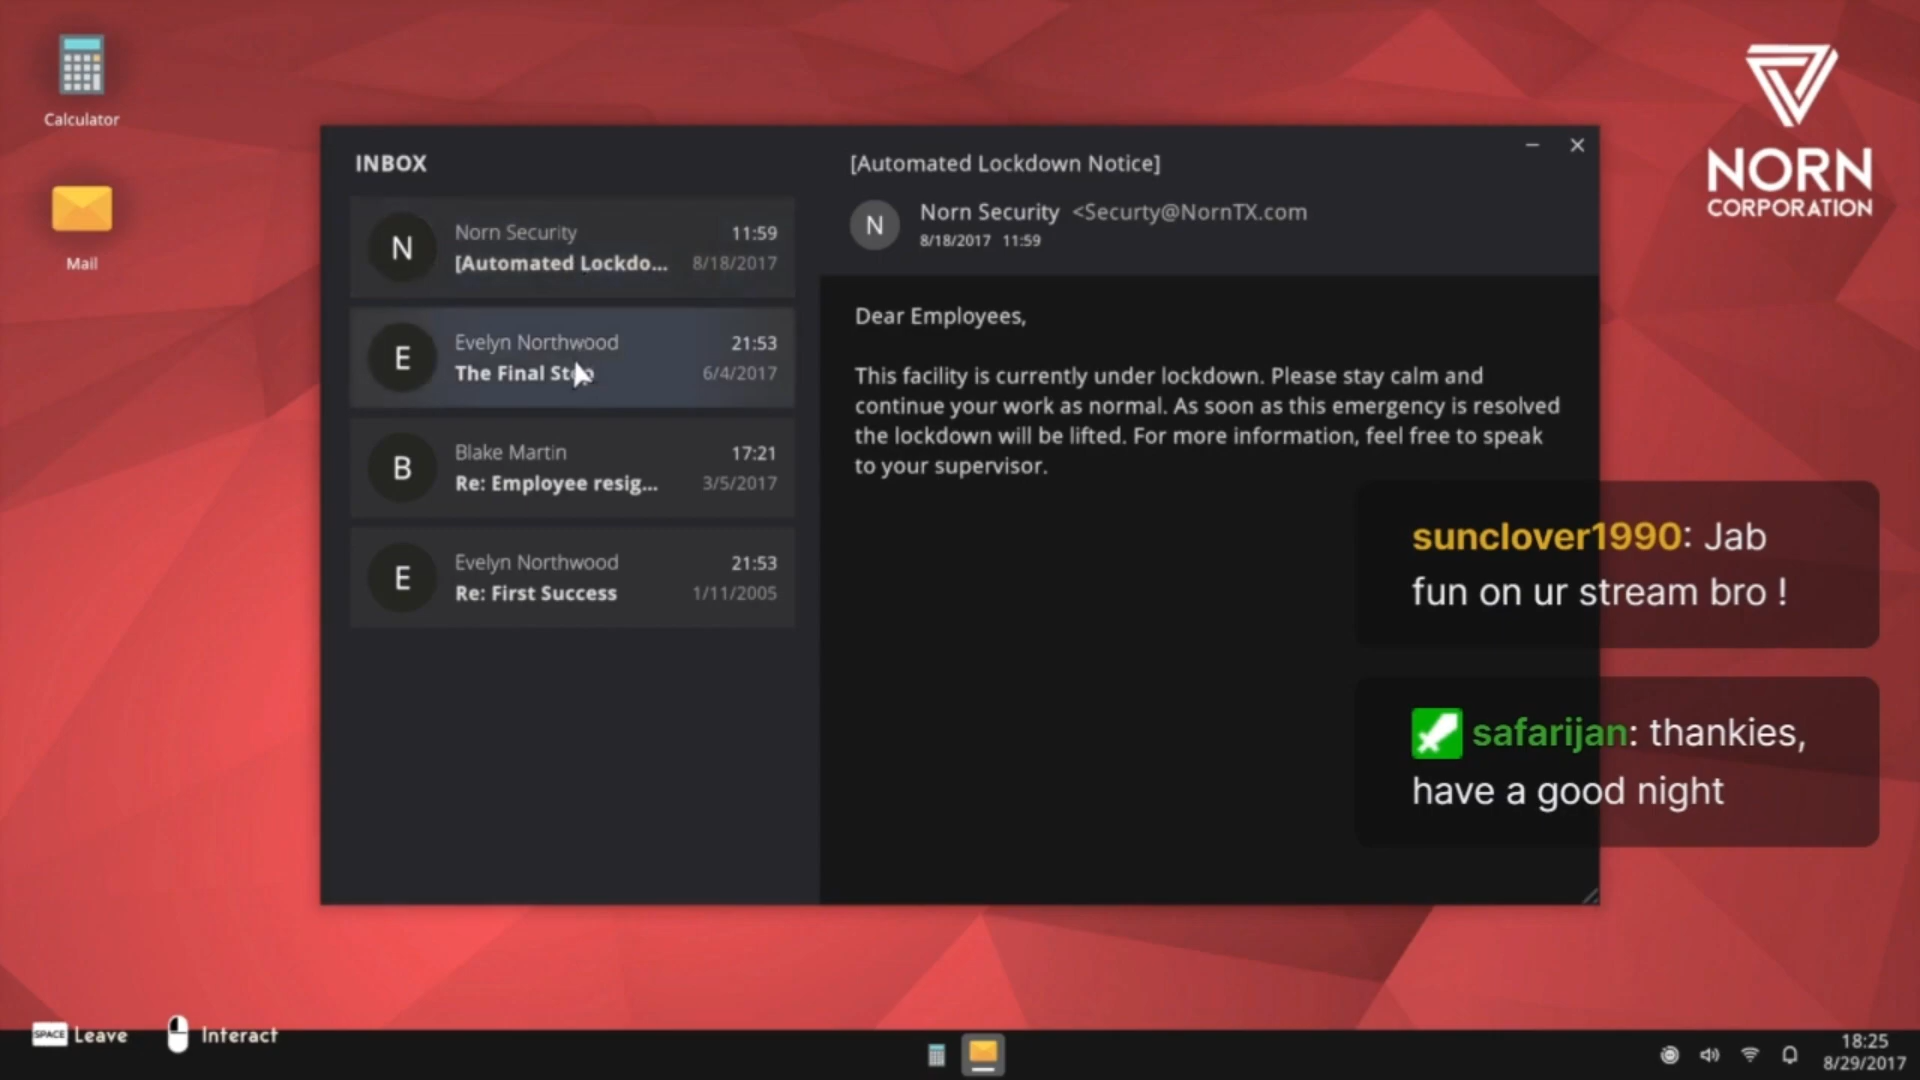 Calculator
Mail
NORN
CORPORATION
INBOX
N
Norn Security
11:59
[Automated Lockdo...
8/18/2017
E
Evelyn Northwood
21:53
The Final
6/4/2017
B
Blake Martin
17:21
Re: Employee resig...
3/5/2017
E
Evelyn Northwood
21:53
Re: First Success
1/11/2005
[Automated Lockdown Notice]
N
Norn Security <Securty@NornTX.com
8/18/2017 11:59
Dear Employees,
This facility is currently under lockdown. Please stay calm and
continue your work as normal. As soon as this emergency is resolved
the lockdown will be lifted. For more information, feel free to speak
to your supervisor.
sunclover1990: Jab
fun on ur stream bro !
safarijan: thankies,
have a good night
SPACE Leave
Interact
18:25
8/29/2017